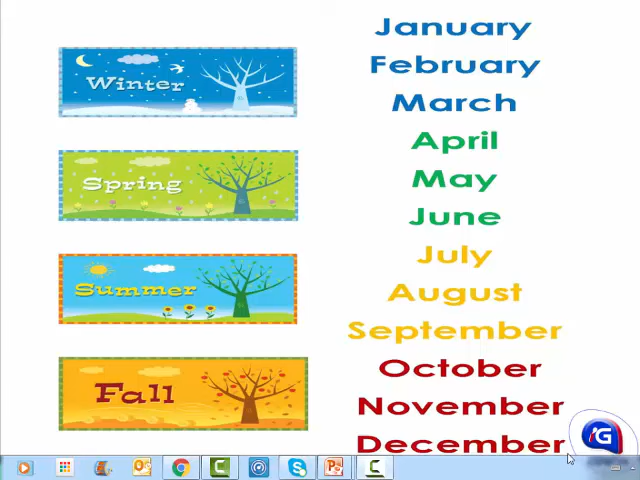 Winter
Spring
Summer
Fall
January
February
March
April
May
June
July
August
September
October
November
December